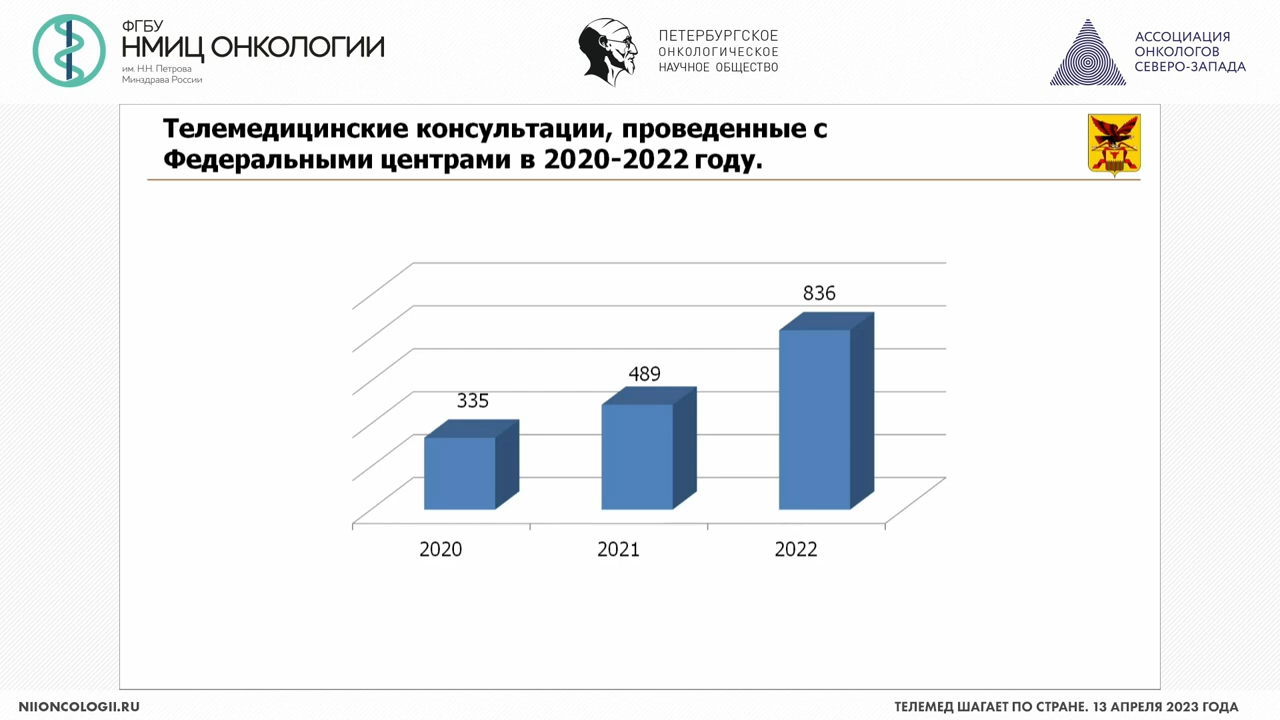 ФГБУ
НМИЦ ОНКОЛОГИИ
им. Н.Н. Петрова
Минздрава России
ПЕТЕРБУРГСКОЕ
ОНКОЛОГИЧЕСКОЕ
НАУЧНОЕ ОБЩЕСТВО
АССОЦИАЦИЯ
ОНКОЛОГОВ
СЕВЕРО-ЗАПАДА
Телемедицинские консультации, проведенные с
Федеральными центрами в 2020-2022 году.
335
489
836
2020
2021
2022
NIIONCOLOGII.RU
ТЕЛЕМЕД ШАГАЕТ ПО СТРАНЕ. 13 АПРЕЛЯ 2023 ГОДА